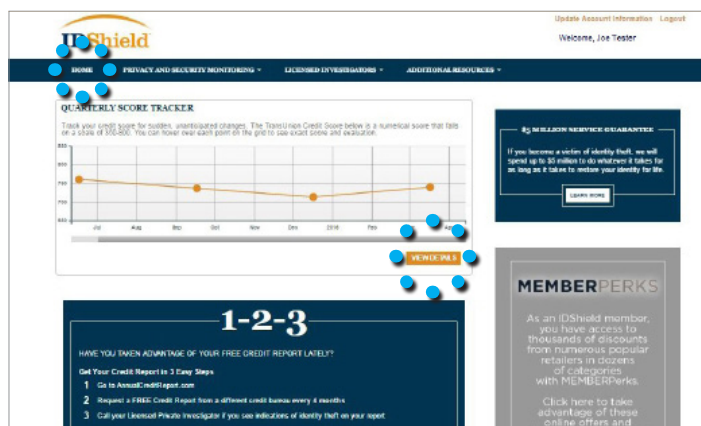 Update Account Information Logout
IDShield
Welcome, Joe Tester
HOME PRIVACY AND SECURITY MONITORING LICENSED INVESTIGATORS ADDITIONAL RESOURCES
QUARTERLY SCORE TRACKER
Track your credit score for sudden, unanticipated changes. The TransUnion Credit Score below is a numerical score that falls
on a scale of 300-850. You can hover over each point on the grid to see exact score and evaluation.
Jul Aug Sep Oct Nov Dec 2016 Feb Apr
VIEW DETAILS
$5 MILLION SERVICE GUARANTEE
If you become a victim of identity theft, we will
spend up to $5 million to do whatever it takes for
as long as it takes to restore your identity for life.
LEARN MORE
1-2-3
HAVE YOU TAKEN ADVANTAGE OF YOUR FREE CREDIT REPORT LATELY?
Get Your Credit Report in 3 Easy Steps
1 Go to AnnualCreditReport.com
2 Request a FREE Credit Report from a different credit bureau every 4 months
3 Call your Licensed Private Investigator if you see indications of identity theft on your report
MEMBERPERKS
As an IDShield member,
you have access to
thousands of discounts
from numerous popular
retailers in dozens
of categories
with MEMBERPerks.
Click here to take
advantage of these
online offers and